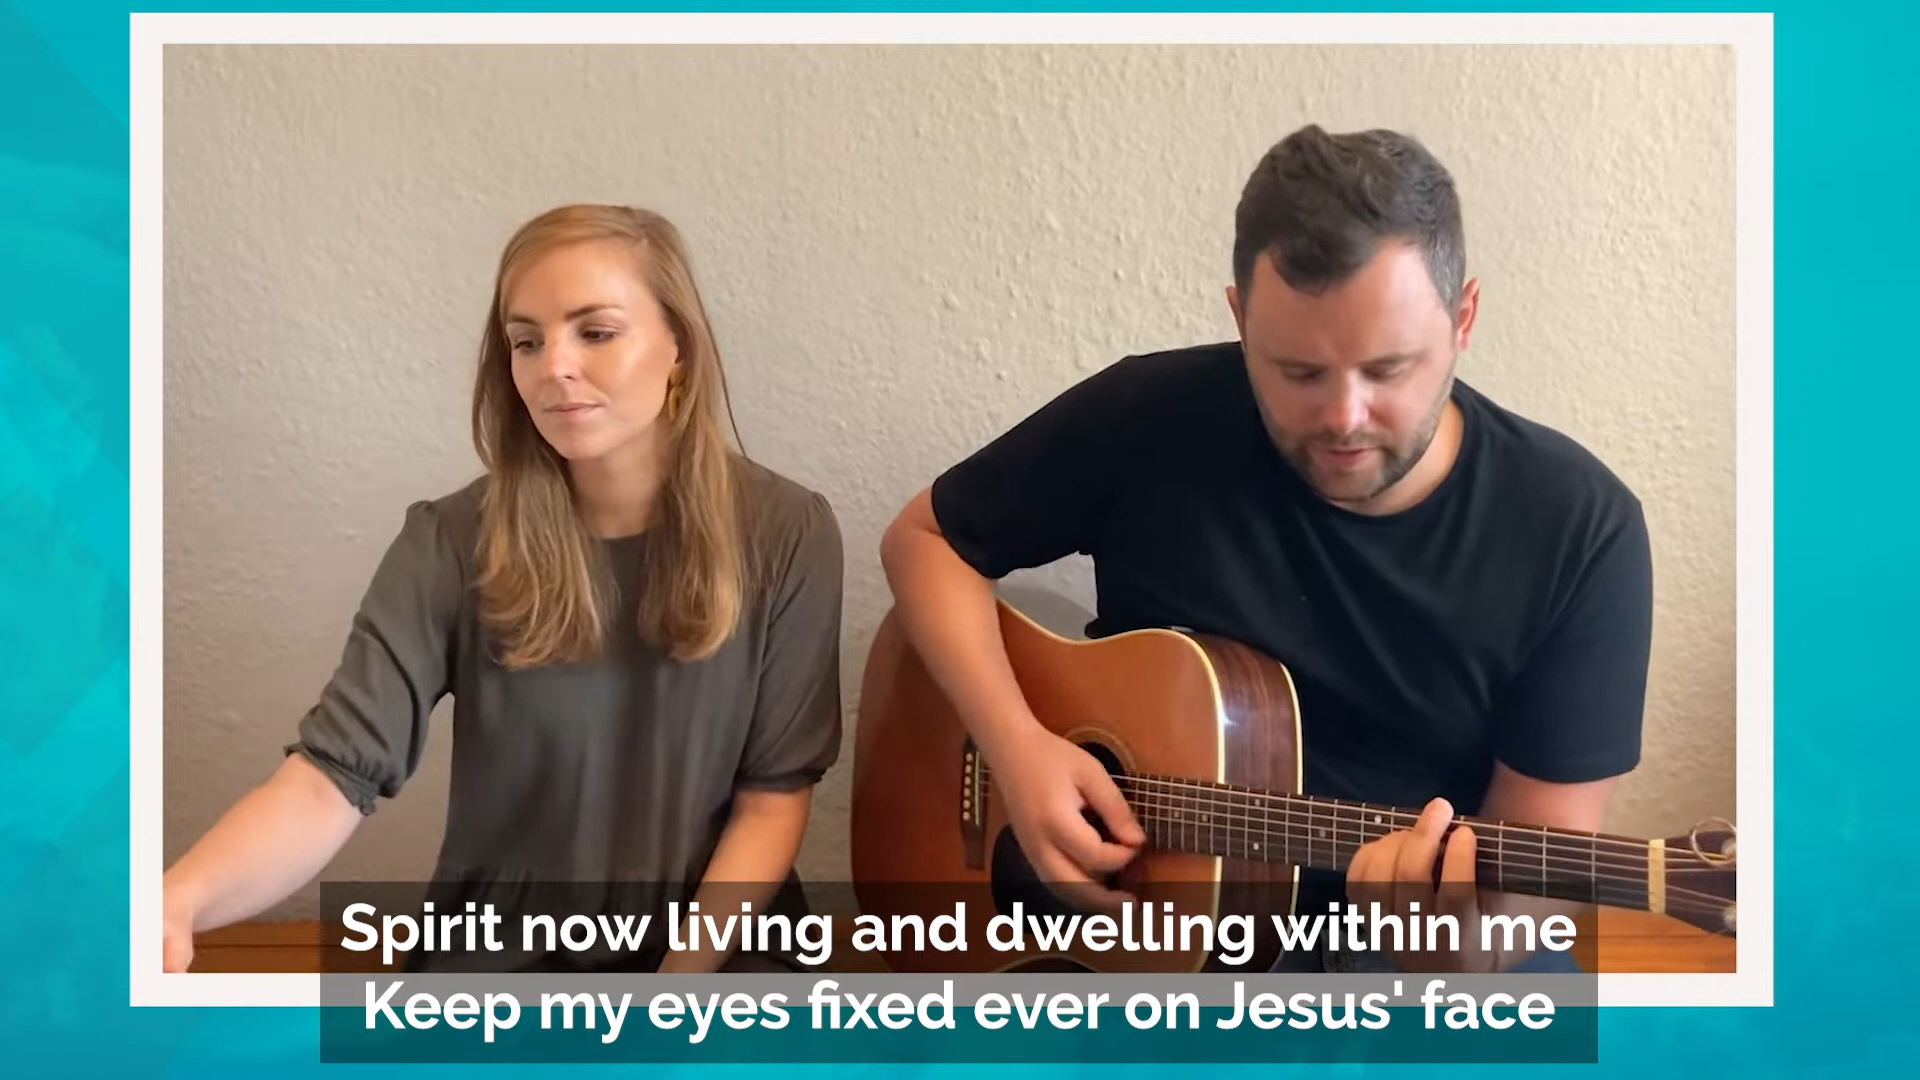 Spirit now living and dwelling within me
Keep my eyes fixed ever on Jesus' face